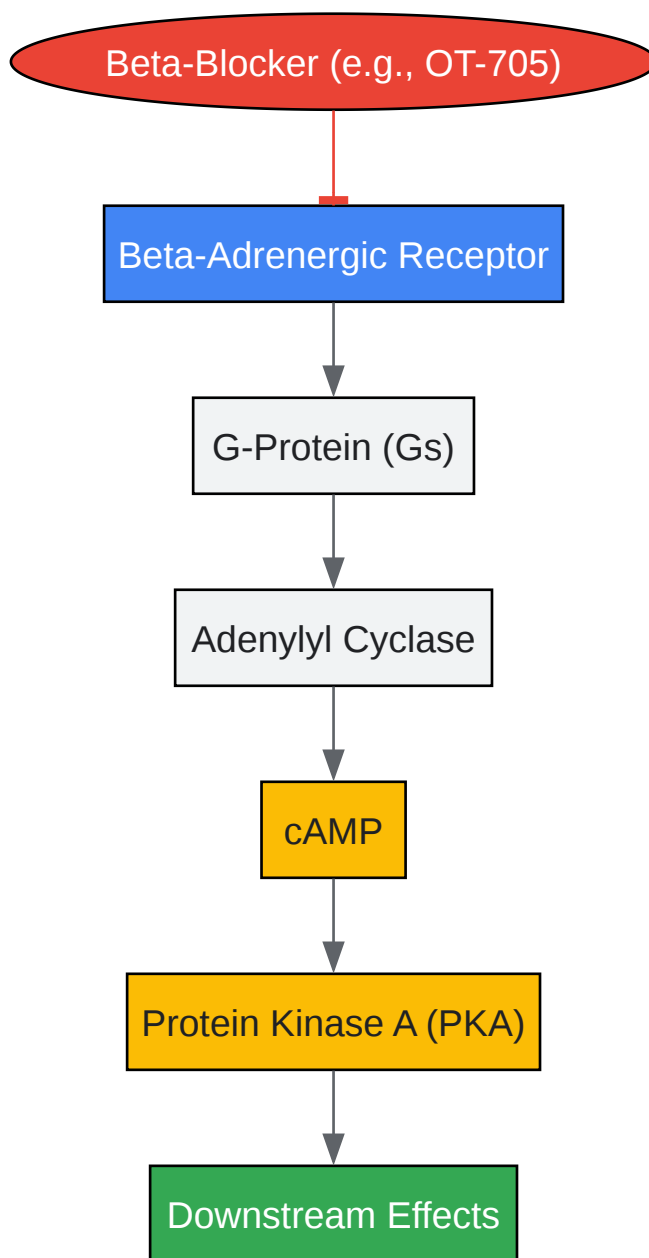 Beta-Blocker (e.g., OT-705)
Beta-Adrenergic Receptor
G-Protein (Gs)
Adenylyl Cyclase
cAMP
Protein Kinase A (PKA)
Downstream Effects